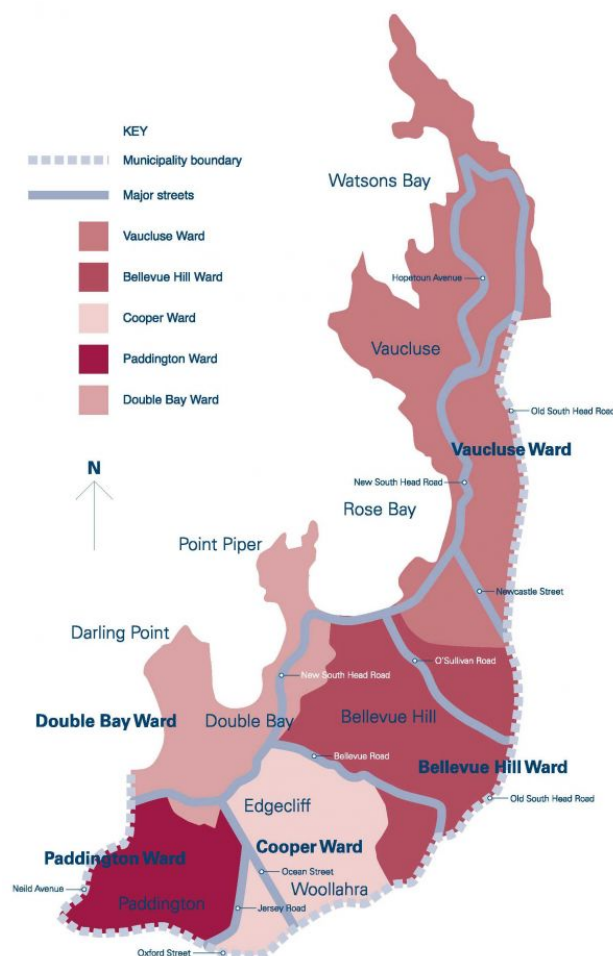 KEY
Municipality boundary
Major streets
Vaucluse Ward
Bellevue Hill Ward
Cooper Ward
Paddington Ward
Double Bay Ward
N
Watsons Bay
Hopetoun Avenue
Vaucluse
Old South Head Road
Vaucluse Ward
New South Head Road
Rose Bay
Point Piper
Newcastle Street
Darling Point
O'Sullivan Road
New South Head Road
Double Bay Ward
Double Bay
Bellevue Hill
Bellevue Road
Bellevue Hill Ward
Old South Head Road
Edgecliff
Cooper Ward
Paddington Ward
Ocean Street
Neild Avenue
Woollahra
Paddington
Jersey Road
Oxford Street